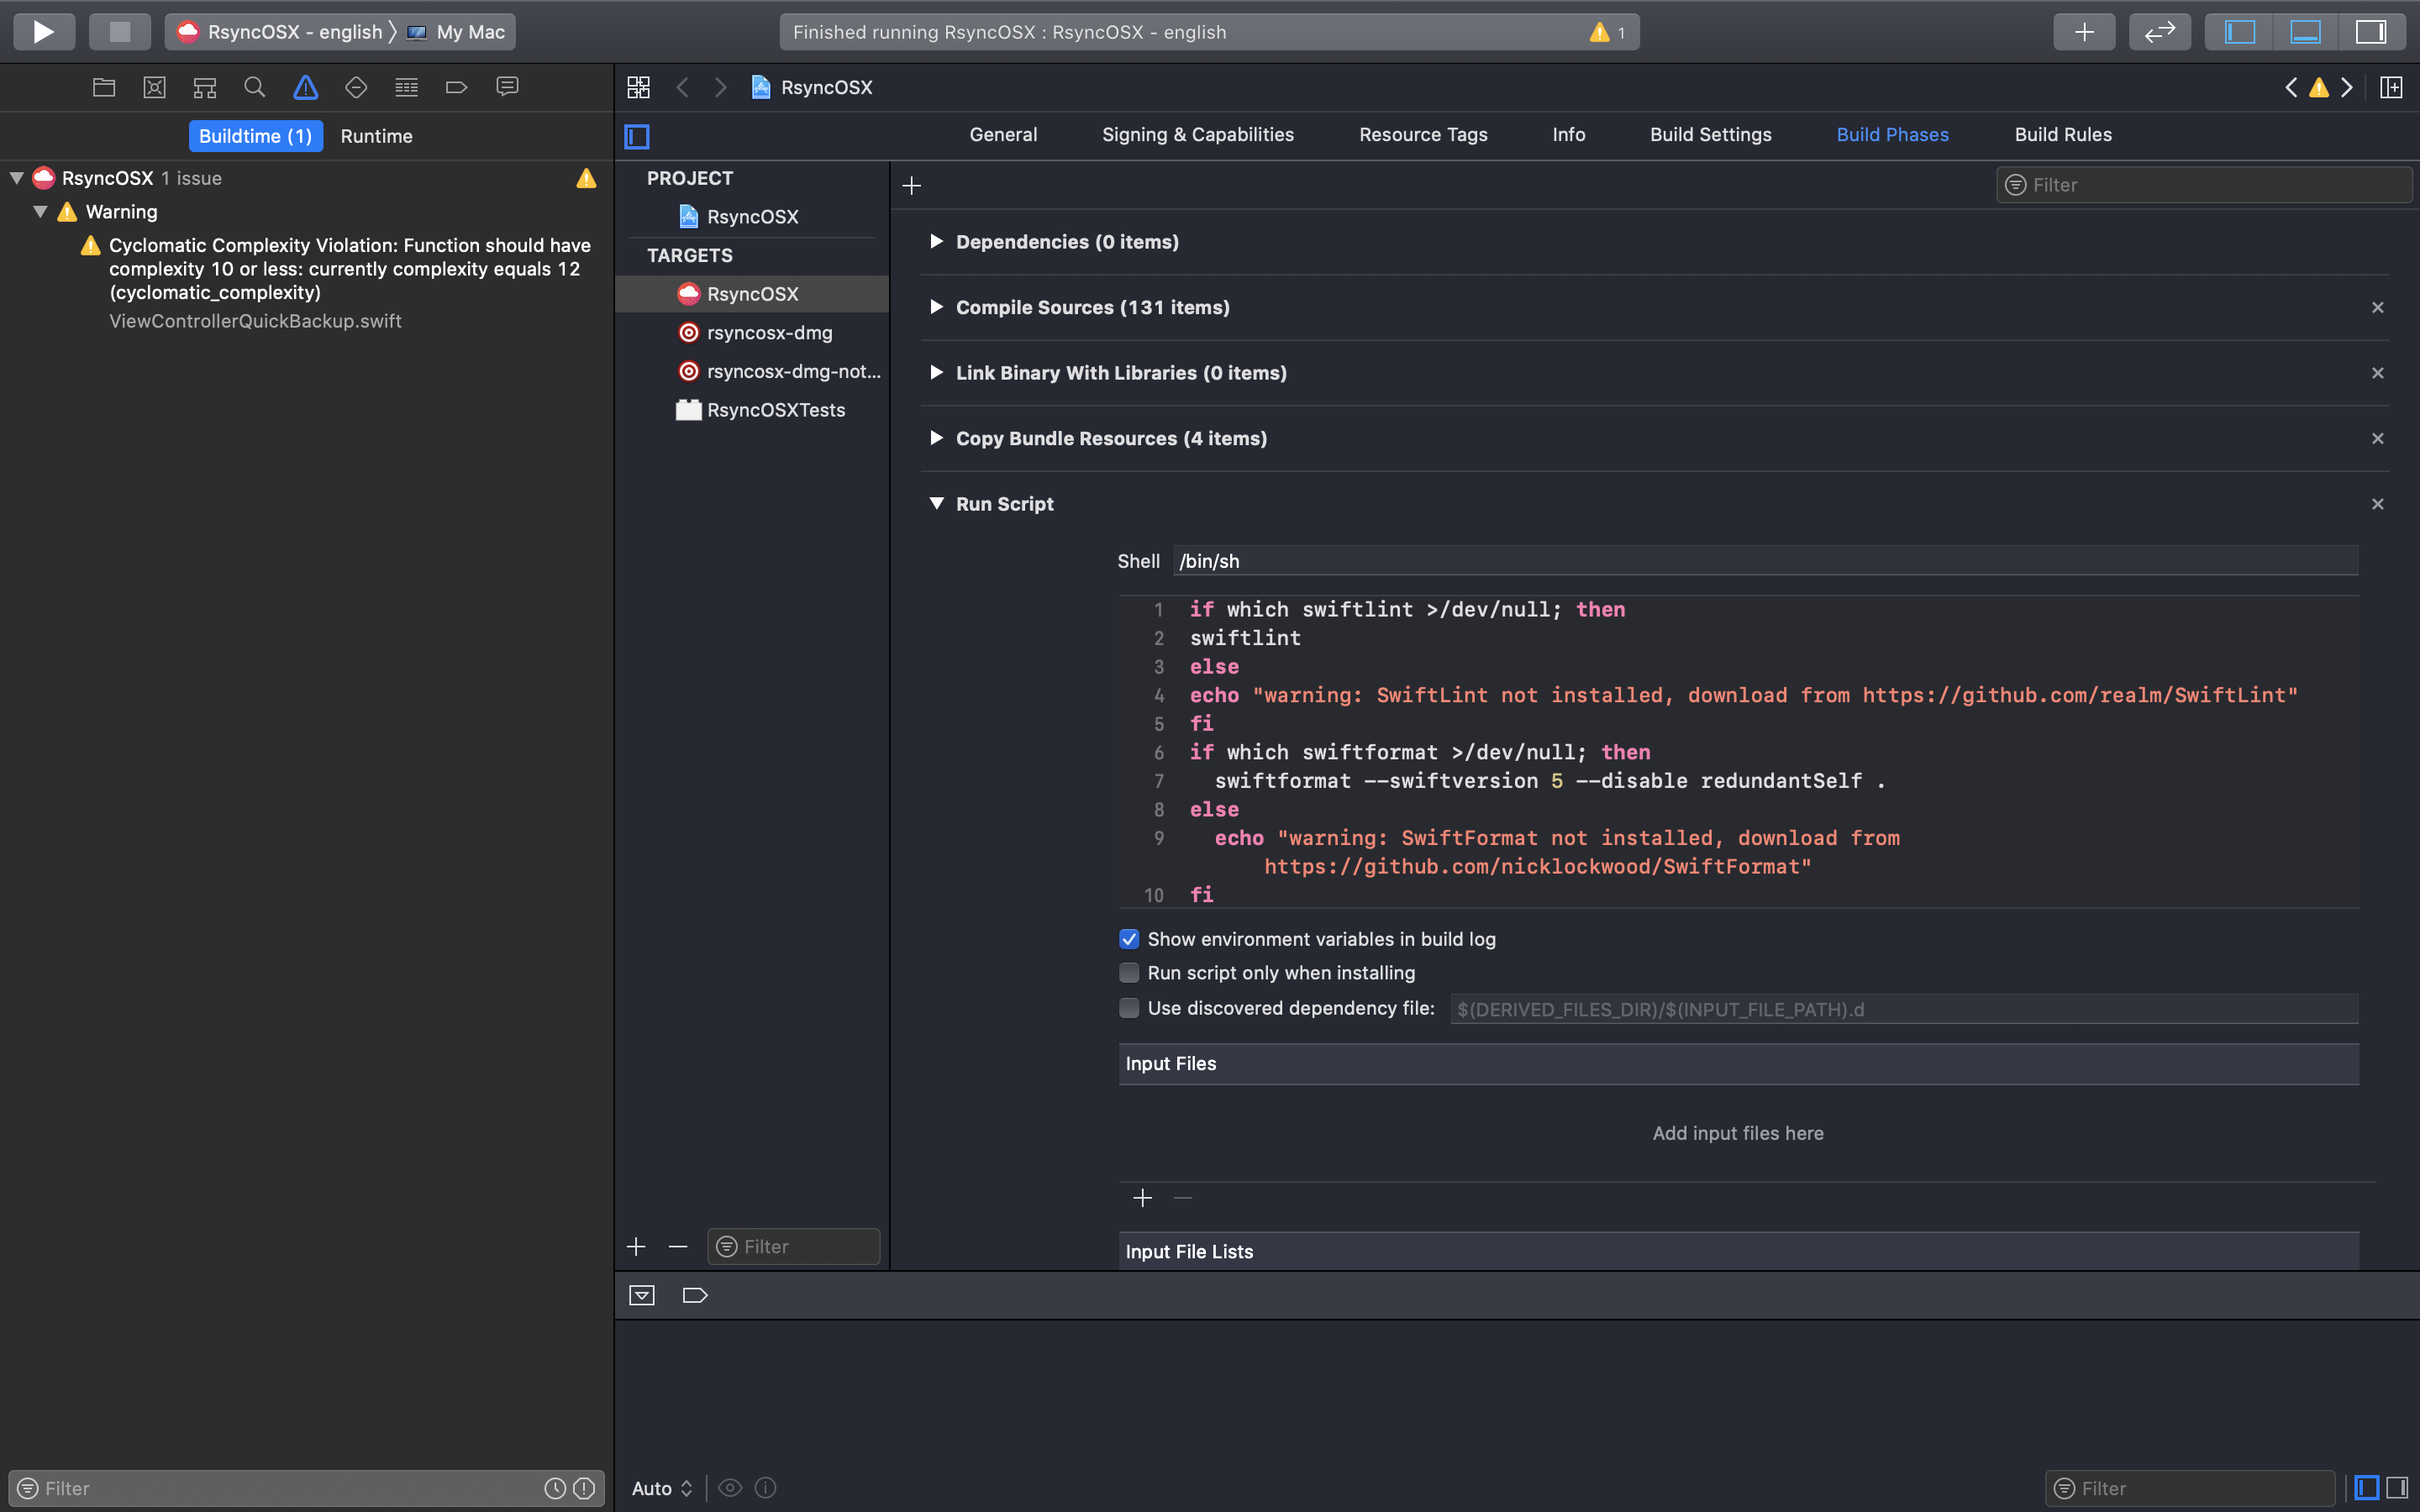 RsyncOSX - english 〉 My Mac
Finished running RsyncOSX : RsyncOSX - english
1
RsyncOSX
Buildtime (1)
Runtime
General
Signing & Capabilities
Resource Tags
Info
Build Settings
Build Phases
Build Rules
RsyncOSX 1 issue
Warning
Cyclomatic Complexity Violation: Function should have
complexity 10 or less: currently complexity equals 12
(cyclomatic_complexity)
ViewControllerQuickBackup.swift
PROJECT
RsyncOSX
TARGETS
RsyncOSX
rsyncosx-dmg
rsyncosx-dmg-not...
RsyncOSXTests
Filter
Filter
Dependencies (0 items)
Compile Sources (131 items)
Link Binary With Libraries (0 items)
Copy Bundle Resources (4 items)
Run Script
Shell /bin/sh
1 if which swiftlint >/dev/null; then
2 swiftlint
3 else
4 echo "warning: SwiftLint not installed, download from https://github.com/realm/SwiftLint"
5 fi
6 if which swiftformat >/dev/null; then
7 swiftformat --swiftversion 5 --disable redundantSelf .
8 else
9 echo "warning: SwiftFormat not installed, download from
https://github.com/nicklockwood/SwiftFormat"
10 fi
Show environment variables in build log
Run script only when installing
Use discovered dependency file: $(DERIVED_FILES_DIR)/$(INPUT_FILE_PATH).d
Input Files
Add input files here
Input File Lists
Filter
Auto
Filter